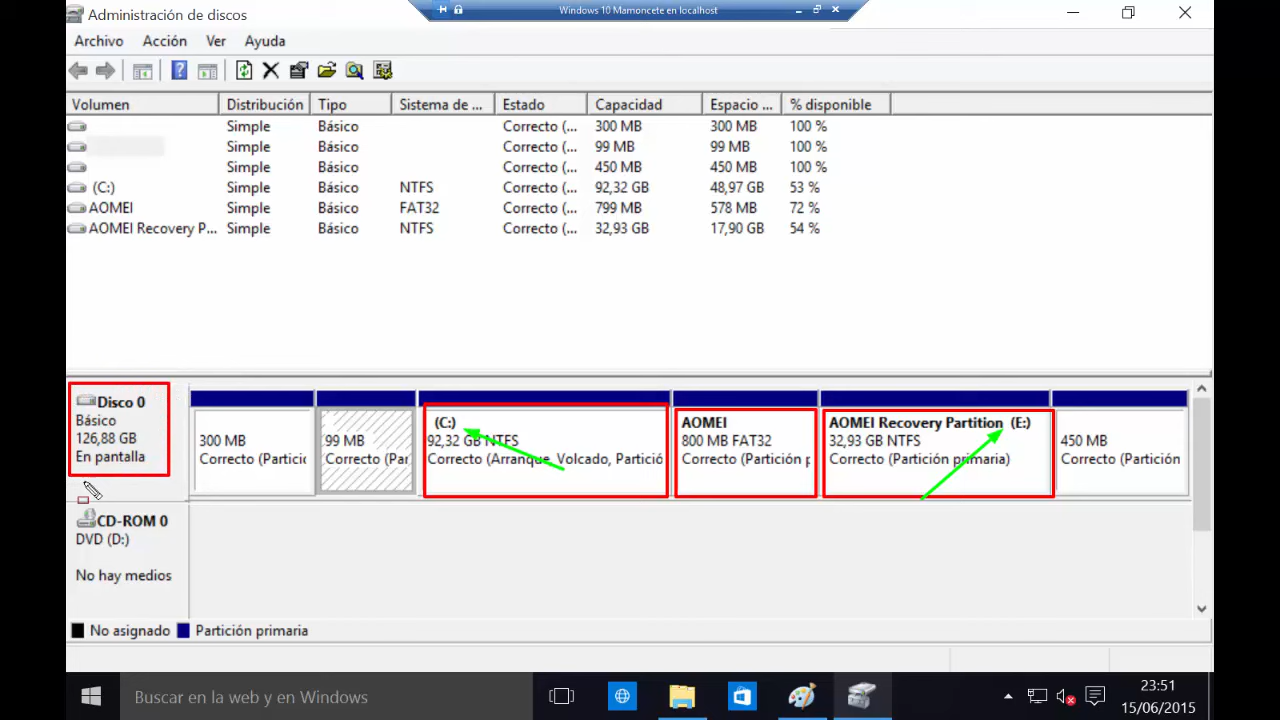 Windows 10 Mamoncete en localhost
Administración de discos
Archivo Acción Ver Ayuda
Volumen Distribución Tipo Sistema de ... Estado Capacidad Espacio ... % disponible
Simple Básico Correcto (... 300 MB 300 MB 100 %
Simple Básico Correcto (... 99 MB 99 MB 100 %
Simple Básico Correcto (... 450 MB 450 MB 100 %
(C:) Simple Básico NTFS Correcto (... 92,32 GB 48,97 GB 53 %
AOMEI Simple Básico FAT32 Correcto (... 799 MB 578 MB 72 %
AOMEI Recovery P... Simple Básico NTFS Correcto (... 32,93 GB 17,90 GB 54 %
Disco 0
Básico
126,88 GB
En pantalla
300 MB
Correcto (Particic
99 MB
Correcto (Par
(C:)
92,32 GB NTFS
Correcto (Arranque, Volcado, Partició
AOMEI
800 MB FAT32
Correcto (Partición p
AOMEI Recovery Partition (E:)
32,93 GB NTFS
Correcto (Partición primaria)
450 MB
Correcto (Partición
CD-ROM 0
DVD (D:)
No hay medios
No asignado Partición primaria
Buscar en la web y en Windows
23:51
15/06/2015